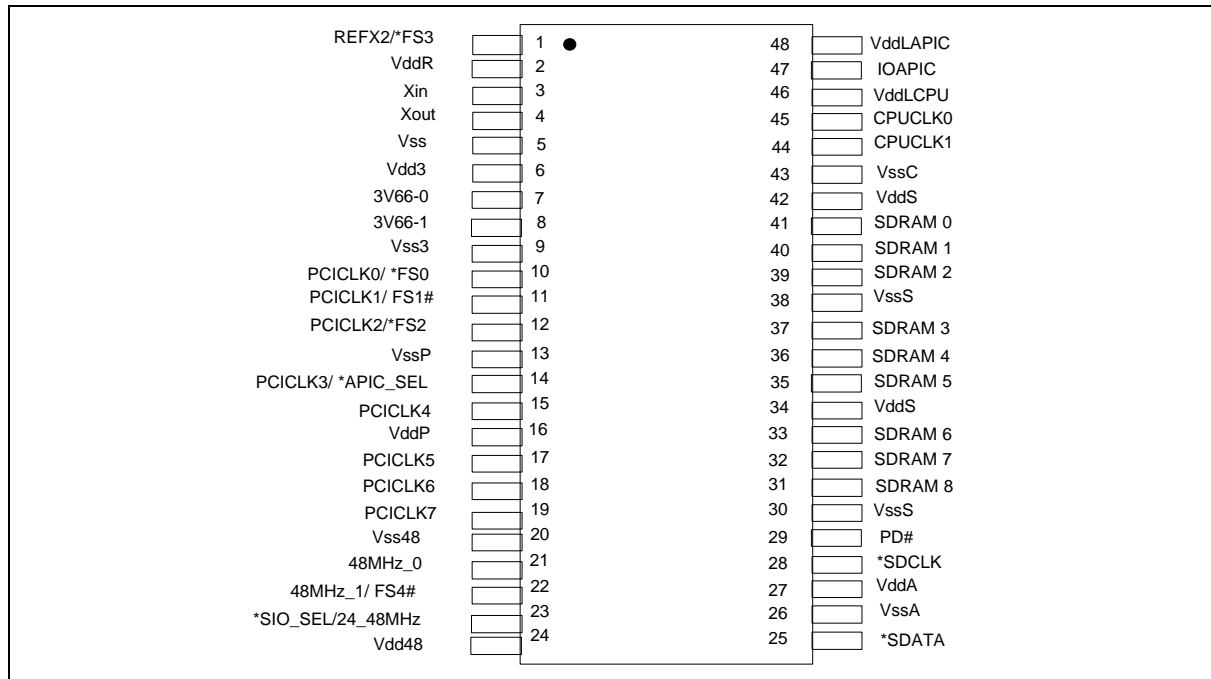 REFX2/*FS3 1 48 VddLAPIC
VddR 2 47 IOAPIC
Xin 3 46 VddLCPU
Xout 4 45 CPUCLK0
Vss 5 44 CPUCLK1
Vdd3 6 43 VssC
3V66-0 7 42 VddS
3V66-1 8 41 SDRAM 0
Vss3 9 40 SDRAM 1
PCICLK0/ *FS0 10 39 SDRAM 2
PCICLK1/ FS1# 11 38 VssS
PCICLK2/*FS2 12 37 SDRAM 3
VssP 13 36 SDRAM 4
PCICLK3/ *APIC_SEL 14 35 SDRAM 5
PCICLK4 15 34 VddS
VddP 16 33 SDRAM 6
PCICLK5 17 32 SDRAM 7
PCICLK6 18 31 SDRAM 8
PCICLK7 19 30 VssS
Vss48 20 29 PD#
48MHz_0 21 28 *SDCLK
48MHz_1/ FS4# 22 27 VddA
*SIO_SEL/24_48MHz 23 26 VssA
Vdd48 24 25 *SDATA